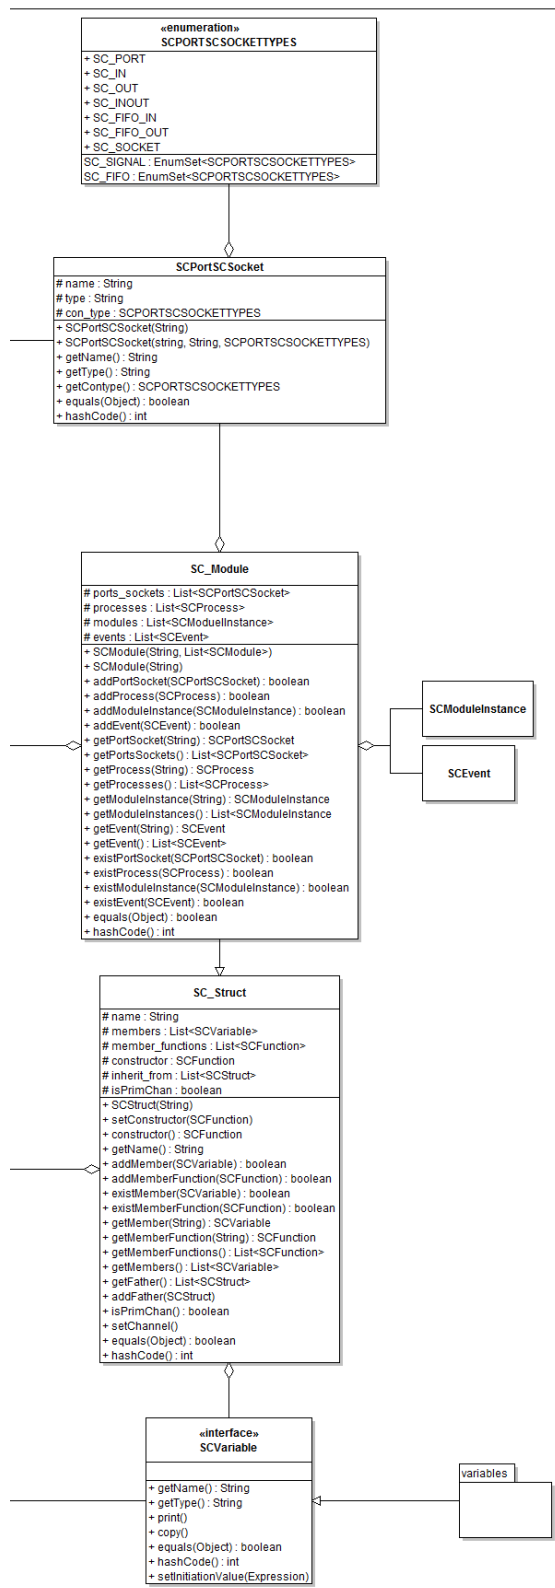 «enumeration»
SCPORTSCSOCKETTYPES
+ SC_PORT
+ SC_IN
+ SC_OUT
+ SC_INOUT
+ SC_FIFO_IN
+ SC_FIFO_OUT
+ SC_SOCKET
SC_SIGNAL : EnumSet<SCPORTSCSOCKETTYPES>
SC_FIFO : EnumSet<SCPORTSCSOCKETTYPES>
SCPortSCSocket
# name : String
# type : String
# con_type : SCPORTSCSOCKETTYPES
+ SCPortSCSocket(String)
+ SCPortSCSocket(string, String, SCPORTSCSOCKETTYPES)
+ getName() : String
+ getType() : String
+ getContype() : SCPORTSCSOCKETTYPES
+ equals(Object) : boolean
+ hashCode() : int
SC_Module
# ports_sockets : List<SCPortSCSocket>
# processes : List<SCProcess>
# modules : List<SCModuelInstance>
# events : List<SCEvent>
+ SCModule(String, List<SCModule>)
+ SCModule(String)
+ addPortSocket(SCPortSCSocket) : boolean
+ addProcess(SCProcess) : boolean
+ addModuleInstance(SCModuleInstance) : boolean
+ addEvent(SCEvent) : boolean
+ getPortSocket(String) : SCPortSCSocket
+ getPortsSockets() : List<SCPortSCSocket>
+ getProcess(String) : SCProcess
+ getProcesses() : List<SCProcess>
+ getModuleInstance(String) : SCModuleInstance
+ getModuleInstances() : List<SCModuleInstance
+ getEvent(String) : SCEvent
+ getEvent() : List<SCEvent>
+ existPortSocket(SCPortSCSocket) : boolean
+ existProcess(SCProcess) : boolean
+ existModuleInstance(SCModuleInstance) : boolean
+ existEvent(SCEvent) : boolean
+ equals(Object) : boolean
+ hashCode() : int
SCModuleInstance
SCEvent
SC_Struct
# name : String
# members : List<SCVariable>
# member_functions : List<SCFunction>
# constructor : SCFunction
# inherit_from : List<SCStruct>
# isPrimChan : boolean
+ SCStruct(String)
+ setConstructor(SCFunction)
+ constructor() : SCFunction
+ getName() : String
+ addMember(SCVariable) : boolean
+ addMemberFunction(SCFunction) : boolean
+ existMember(SCVariable) : boolean
+ existMemberFunction(SCFunction) : boolean
+ getMember(String) : SCVariable
+ getMemberFunction(String) : SCFunction
+ getMemberFunctions() : List<SCFunction>
+ getMembers() : List<SCVariable>
+ getFather() : List<SCStruct>
+ addFather(SCStruct)
+ isPrimChan() : boolean
+ setChannel()
+ equals(Object) : boolean
+ hashCode() : int
«interface»
SCVariable
+ getName() : String
+ getType() : String
+ print()
+ copy()
+ equals(Object) : boolean
+ hashCode() : int
+ setInitiationValue(Expression)
variables